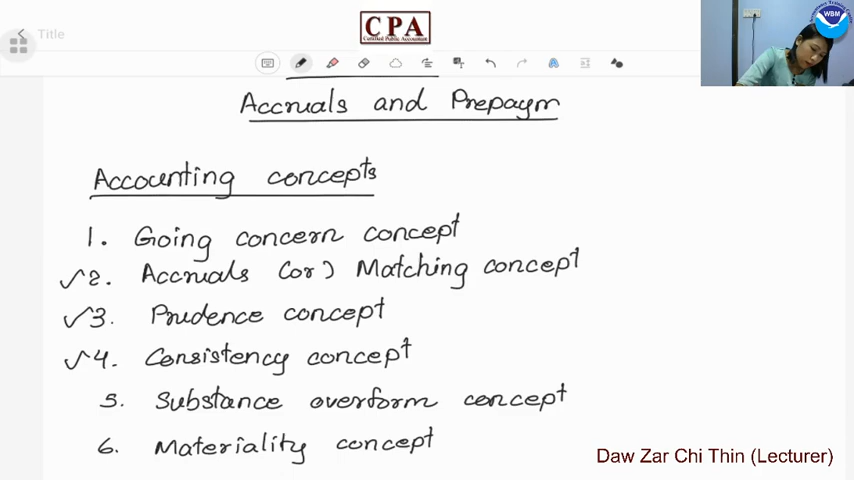 Title
CPA
Certified Public Accountant
WBM
Accruals and Prepaym
Accounting concepts
1. Going concern concept
✓2. Accruals (or) Matching concept
✓3. Prudence concept
✓4. Consistency concept
5. Substance overform concept
6. Materiality concept
Daw Zar Chi Thin (Lecturer)